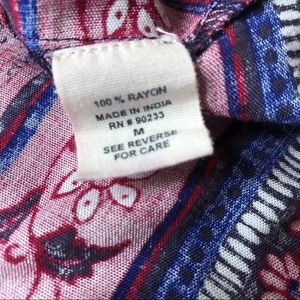 100% RAYON
MADE IN INDIA
RN # 90233
M
SEE REVERSE
FOR CARE